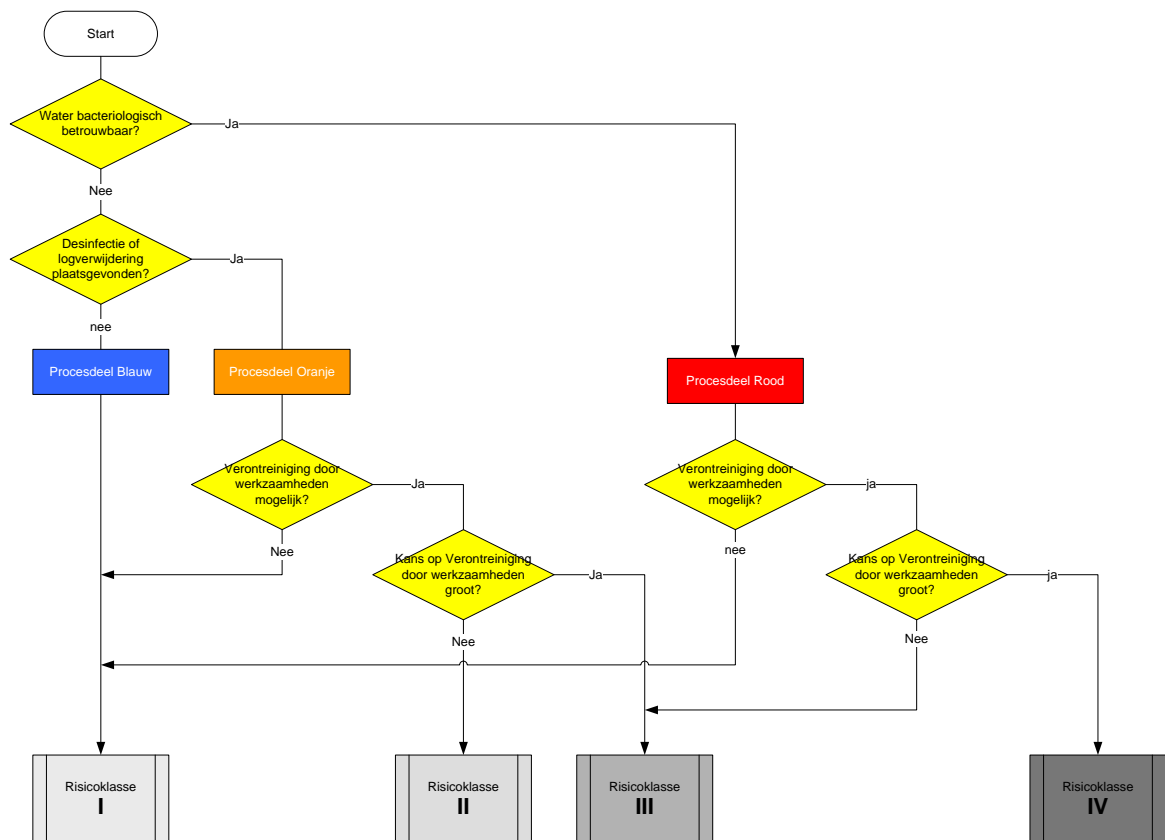 Start
Water bacteriologisch
betrouwbaar?
Ja
Nee
Desinfectie of
logverwijdering
plaatsgevonden?
Ja
nee
Procesdeel Blauw
Procesdeel Oranje
Procesdeel Rood
Verontreiniging door
werkzaamheden
mogelijk?
Ja
Nee
Verontreiniging door
werkzaamheden
mogelijk?
ja
nee
Kans op Verontreiniging
door werkzaamheden
groot?
Ja
Nee
Kans op Verontreiniging
door werkzaamheden
groot?
ja
Nee
Risicoklasse
I
Risicoklasse
II
Risicoklasse
III
Risicoklasse
IV